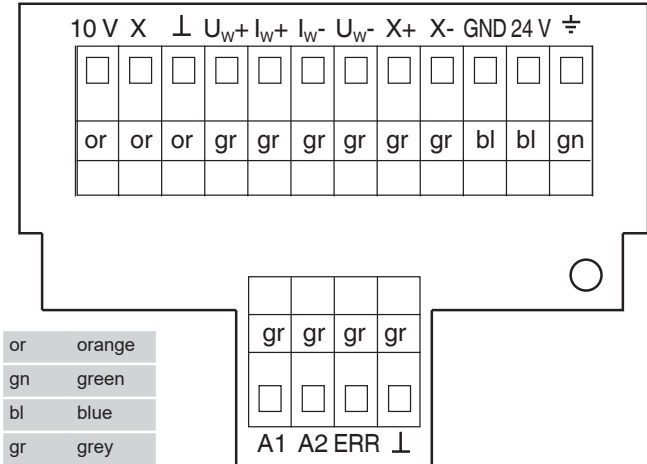 10 V X ⊥ Uw+ Iw+ Iw- Uw- X+ X- GND 24 V ⏚
or or or gr gr gr gr gr gr bl bl gn
gr gr gr gr
A1 A2 ERR ⊥
or orange
gn green
bl blue
gr grey